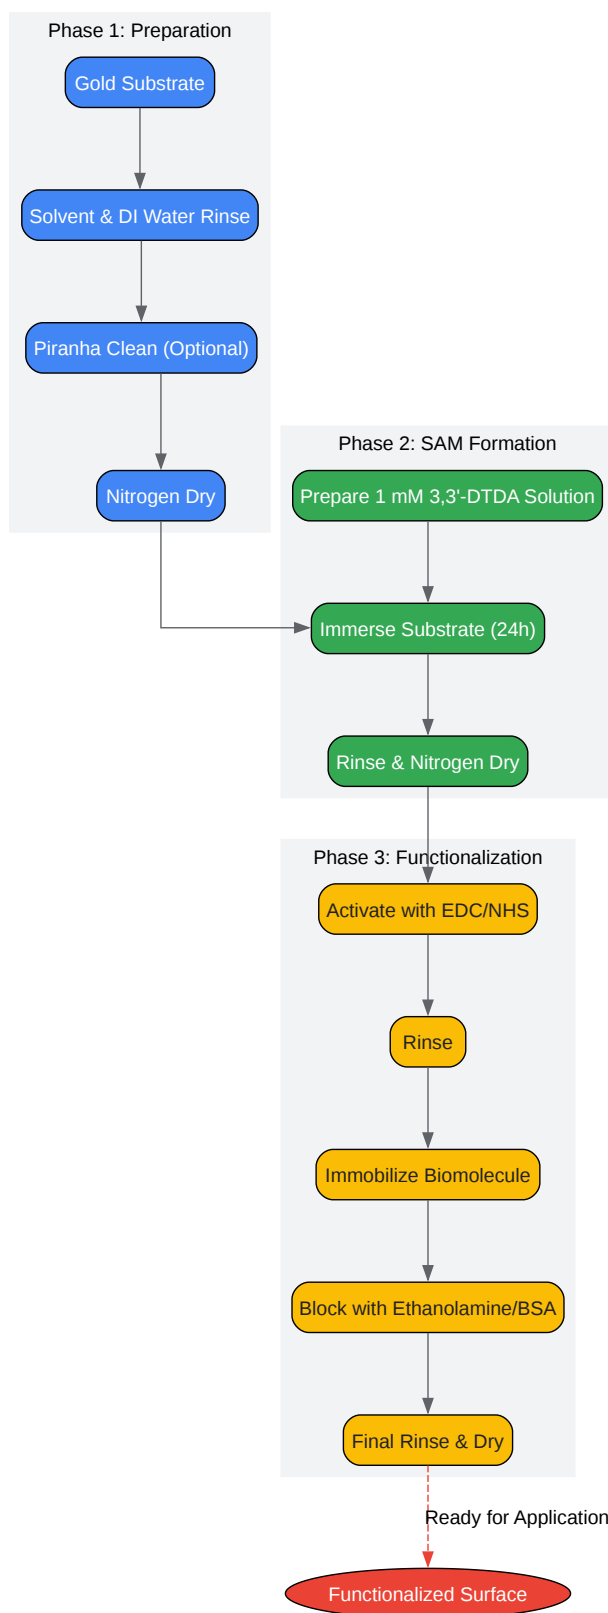 Phase 1: Preparation
Gold Substrate
Solvent & DI Water Rinse
Piranha Clean (Optional)
Nitrogen Dry
Phase 2: SAM Formation
Prepare 1 mM 3,3'-DTDA Solution
Immerse Substrate (24h)
Rinse & Nitrogen Dry
Phase 3: Functionalization
Activate with EDC/NHS
Rinse
Immobilize Biomolecule
Block with Ethanolamine/BSA
Final Rinse & Dry
Ready for Application
Functionalized Surface